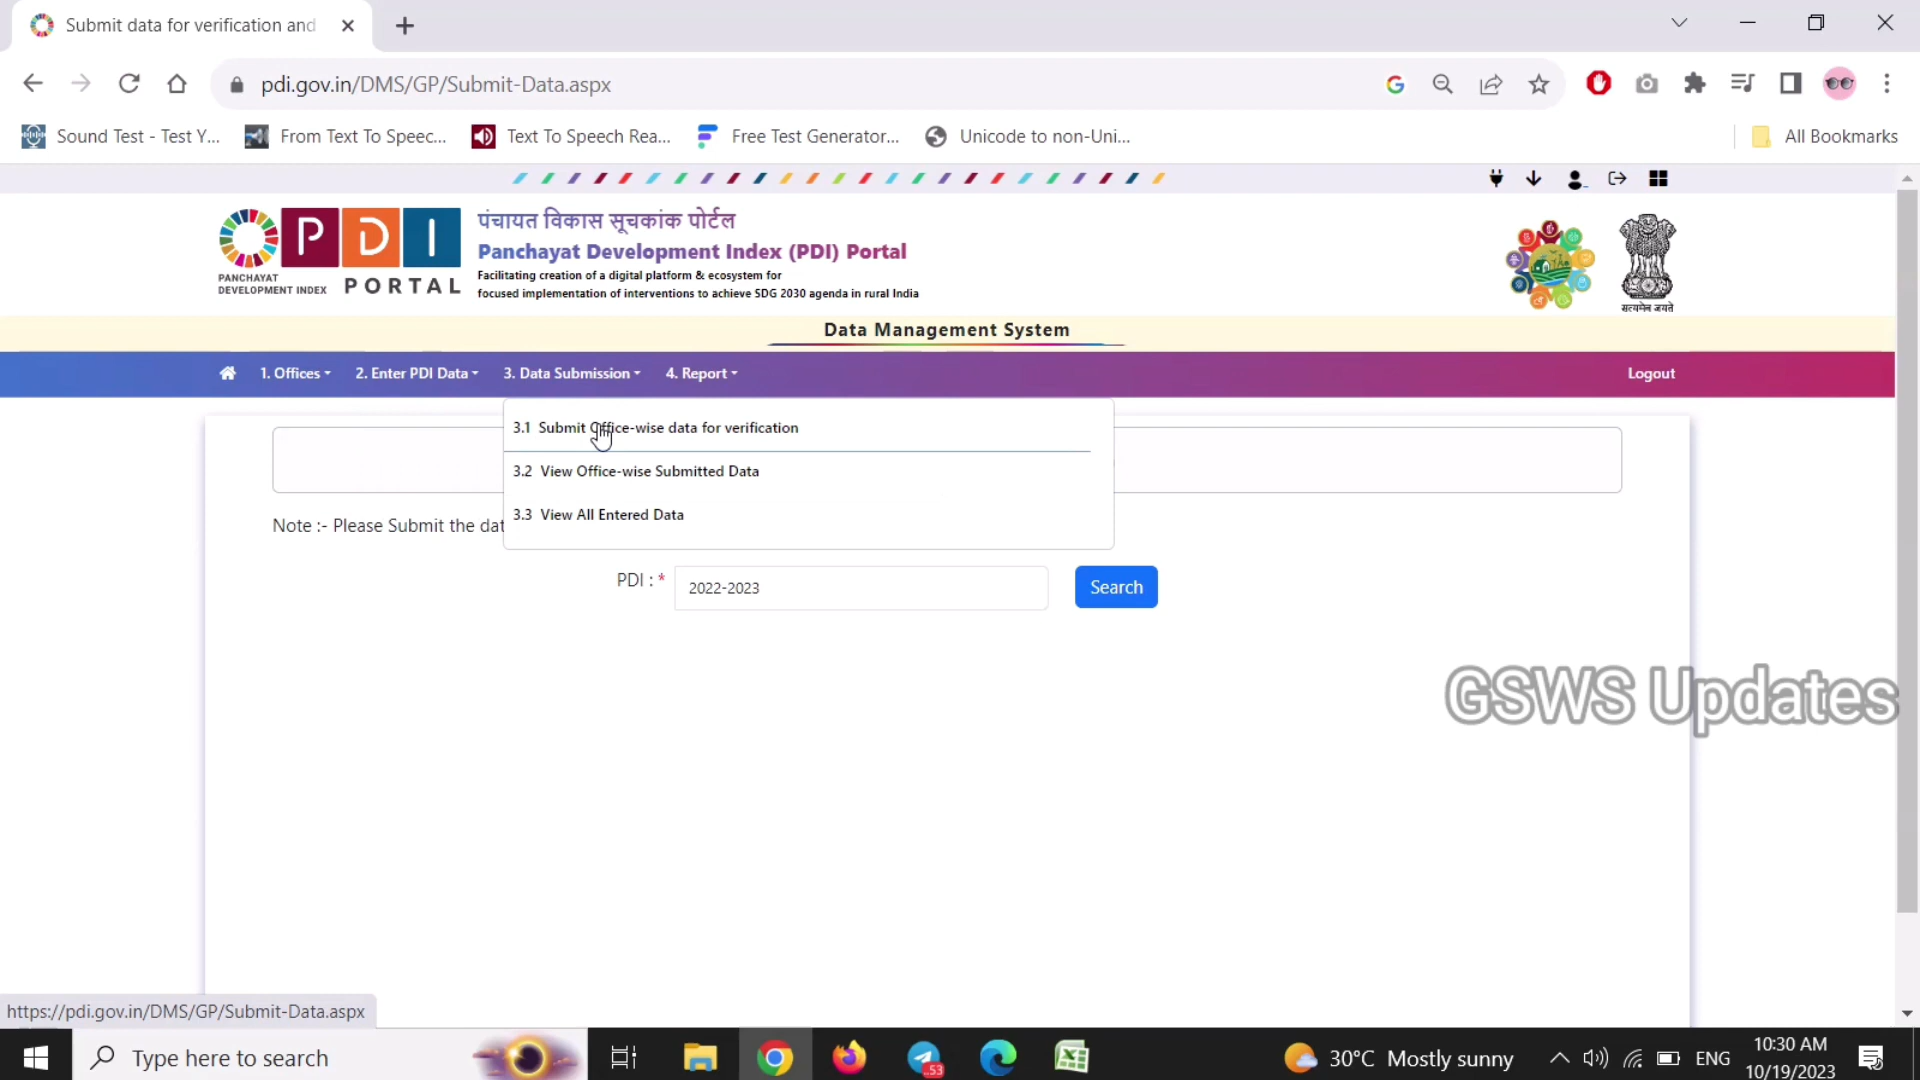 Submit data for verification and
pdi.gov.in/DMS/GP/Submit-Data.aspx
Sound Test - Test Y...
From Text To Speec...
Text To Speech Rea...
Free Test Generator...
Unicode to non-Uni...
All Bookmarks
PDI
PANCHAYAT
DEVELOPMENT INDEX
PORTAL
पंचायत विकास सूचकांक पोर्टल
Panchayat Development Index (PDI) Portal
Facilitating creation of a digital platform & ecosystem for
focused implementation of interventions to achieve SDG 2030 agenda in rural India
सत्यमेव जयते
Data Management System
1. Offices
2. Enter PDI Data
3. Data Submission
4. Report
Logout
3.1 Submit Office-wise data for verification
3.2 View Office-wise Submitted Data
3.3 View All Entered Data
Note :- Please Submit the dat
PDI : *
2022-2023
Search
GSWS Updates
https://pdi.gov.in/DMS/GP/Submit-Data.aspx
Type here to search
.53
30°C Mostly sunny
ENG
10:30 AM
10/19/2023